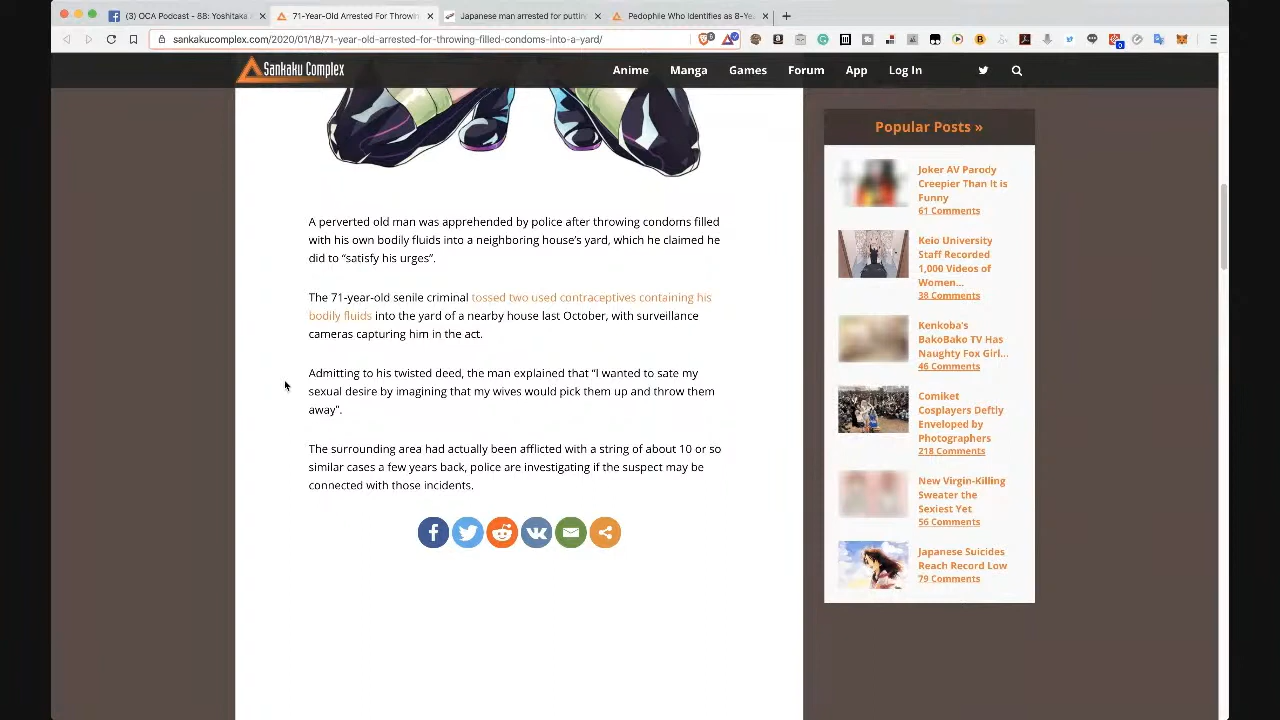 (3) OCA Podcast - 8B: Yoshitaka
71-Year-Old Arrested For Throwin
Japanese man arrested for puttin
Pedophile Who Identifies as 8-Ye
sankakucomplex.com/2020/01/18/71-year-old-arrested-for-throwing-filled-condoms-into-a-yard/
Sankaku Complex
Anime
Manga
Games
Forum
App
Log In
A perverted old man was apprehended by police after throwing condoms filled
with his own bodily fluids into a neighboring house's yard, which he claimed he
did to "satisfy his urges".
The 71-year-old senile criminal tossed two used contraceptives containing his
bodily fluids into the yard of a nearby house last October, with surveillance
cameras capturing him in the act.
Admitting to his twisted deed, the man explained that "I wanted to sate my
sexual desire by imagining that my wives would pick them up and throw them
away".
The surrounding area had actually been afflicted with a string of about 10 or so
similar cases a few years back, police are investigating if the suspect may be
connected with those incidents.
Popular Posts »
Joker AV Parody
Creepier Than It is
Funny
61 Comments
Keio University
Staff Recorded
1,000 Videos of
Women...
38 Comments
Kenkoba's
BakoBako TV Has
Naughty Fox Girl...
46 Comments
Comiket
Cosplayers Deftly
Enveloped by
Photographers
218 Comments
New Virgin-Killing
Sweater the
Sexiest Yet
56 Comments
Japanese Suicides
Reach Record Low
79 Comments